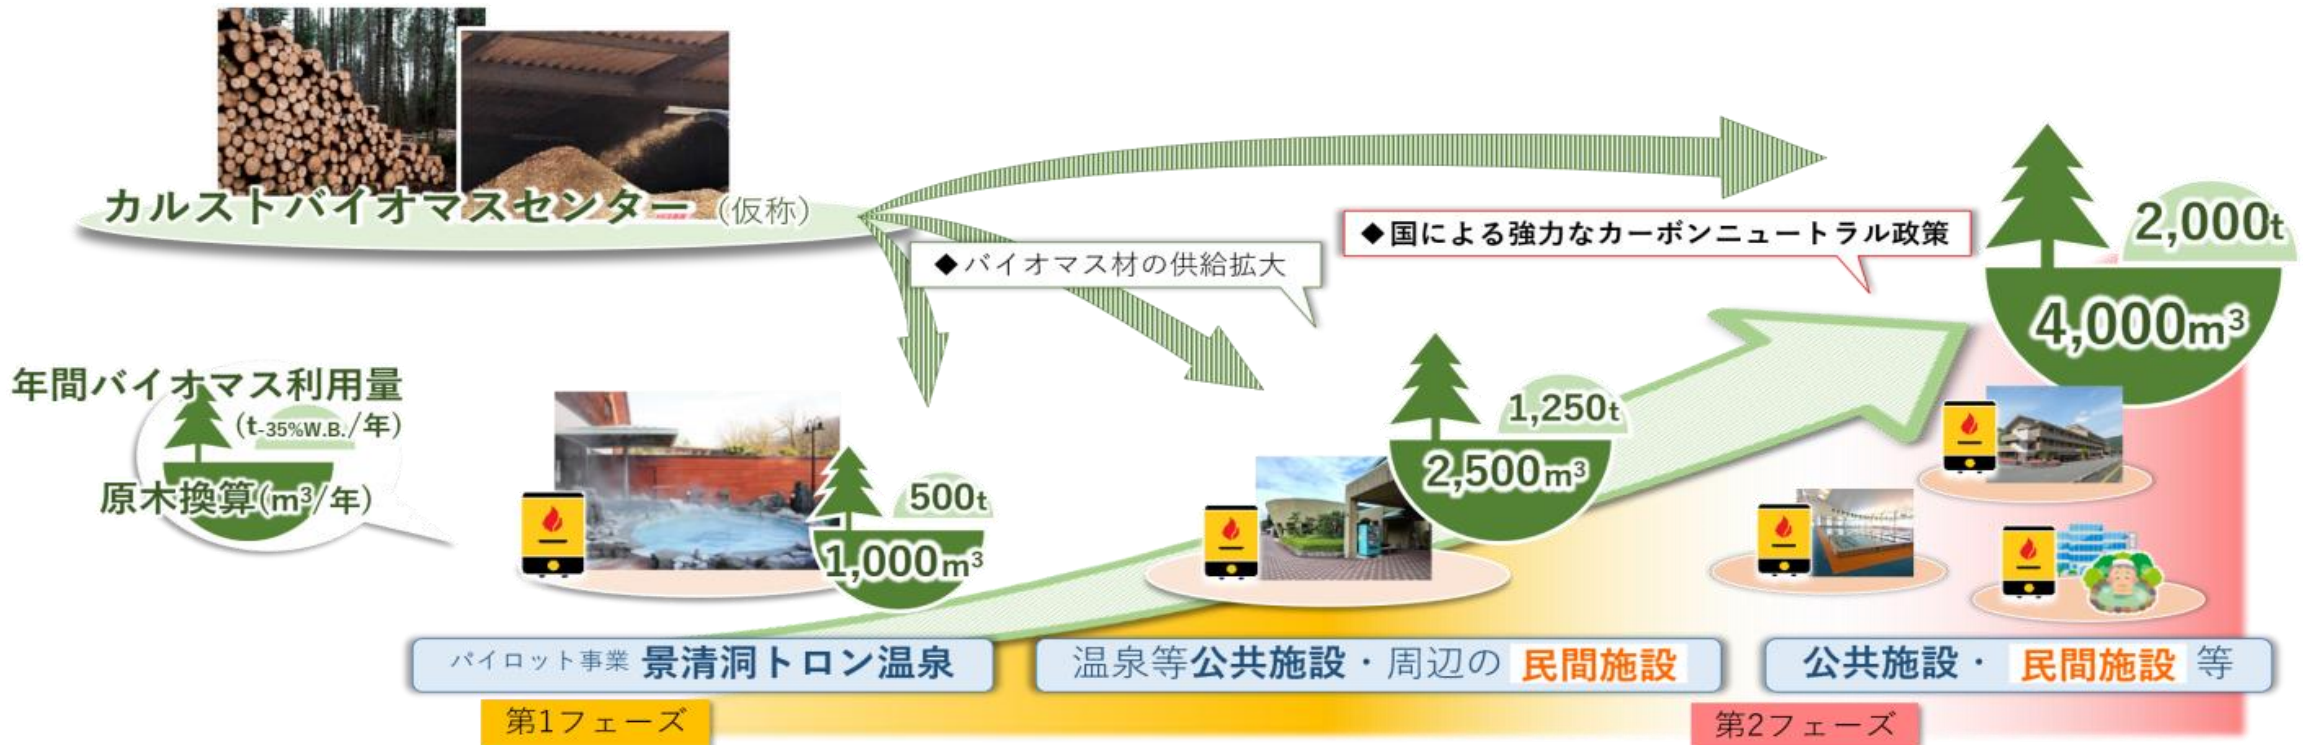 カルストバイオマスセンター (仮称)
◆国による強力なカーボンニュートラル政策
◆バイオマス材の供給拡大
2,000t
4,000m³
年間バイオマス利用量
(t-35%W.B./年)
原木換算(m³/年)
1,250t
2,500m³
500t
1,000m³
パイロット事業 景清洞トロン温泉
温泉等公共施設・周辺の 民間施設
公共施設・ 民間施設 等
第1フェーズ
第2フェーズ